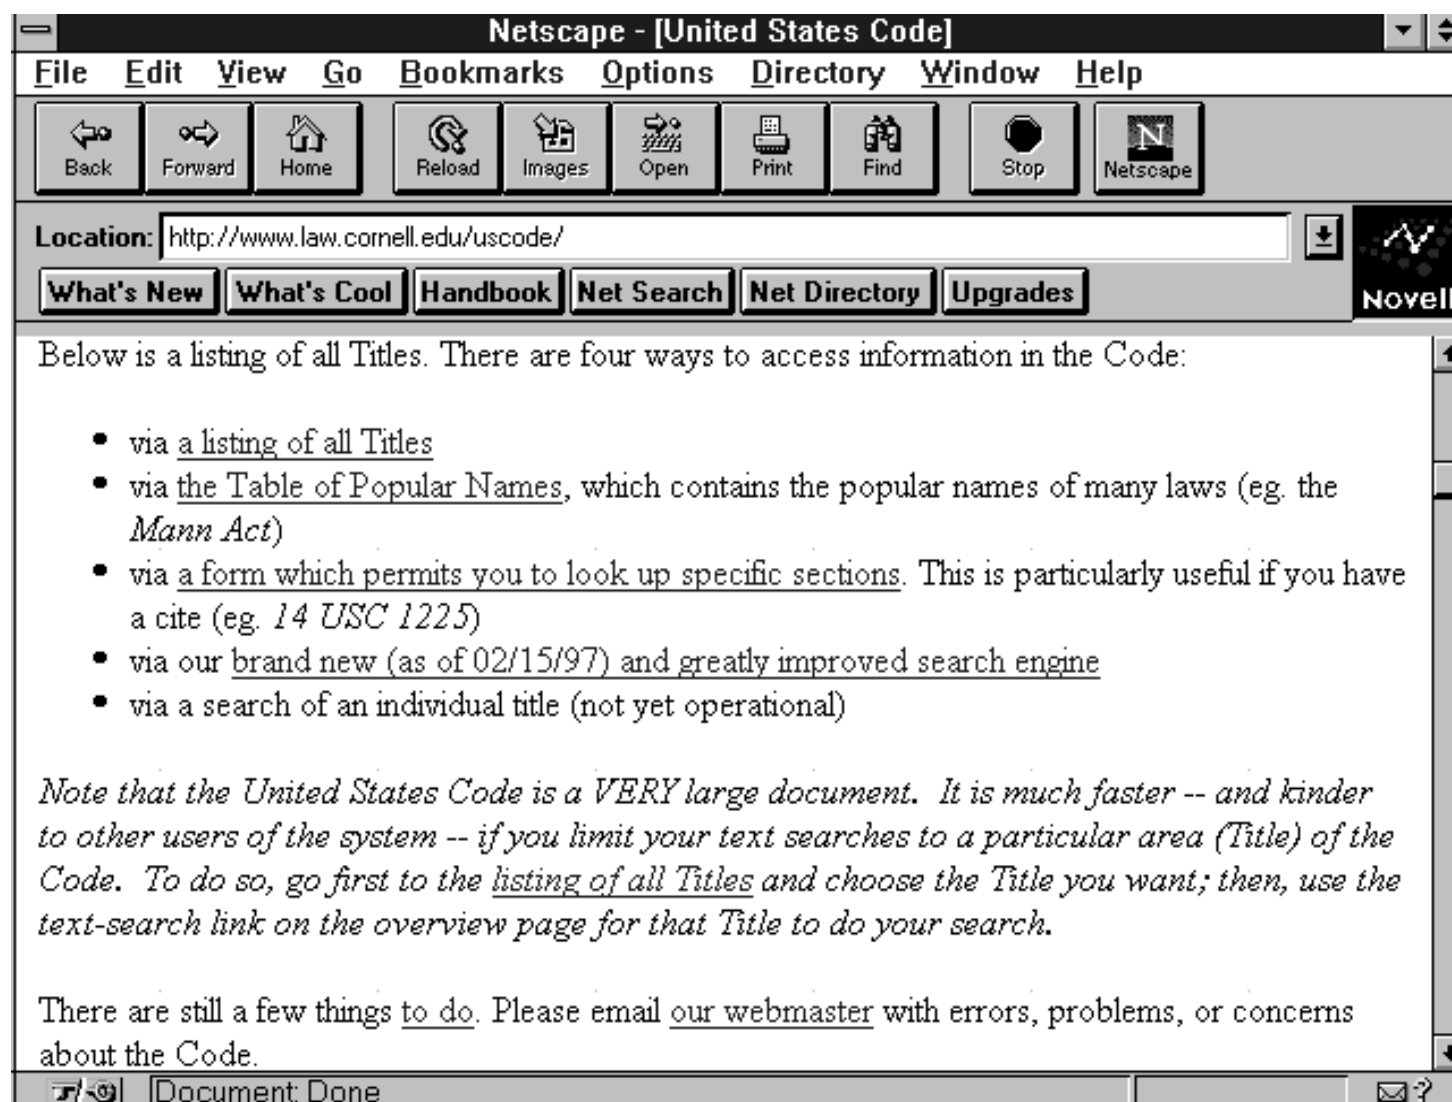 Netscape - [United States Code]
File Edit View Go Bookmarks Options Directory Window Help
Back Forward Home Reload Images Open Print Find Stop N Netscape
Location: http://www.law.cornell.edu/uscode/
What's New What's Cool Handbook Net Search Net Directory Upgrades
Novell
Below is a listing of all Titles. There are four ways to access information in the Code:
• via a listing of all Titles
• via the Table of Popular Names, which contains the popular names of many laws (eg. the
Mann Act)
• via a form which permits you to look up specific sections. This is particularly useful if you have
a cite (eg. 14 USC 1225)
• via our brand new (as of 02/15/97) and greatly improved search engine
• via a search of an individual title (not yet operational)
Note that the United States Code is a VERY large document. It is much faster -- and kinder
to other users of the system -- if you limit your text searches to a particular area (Title) of the
Code. To do so, go first to the listing of all Titles and choose the Title you want; then, use the
text-search link on the overview page for that Title to do your search.
There are still a few things to do. Please email our webmaster with errors, problems, or concerns
about the Code.
Document: Done ?